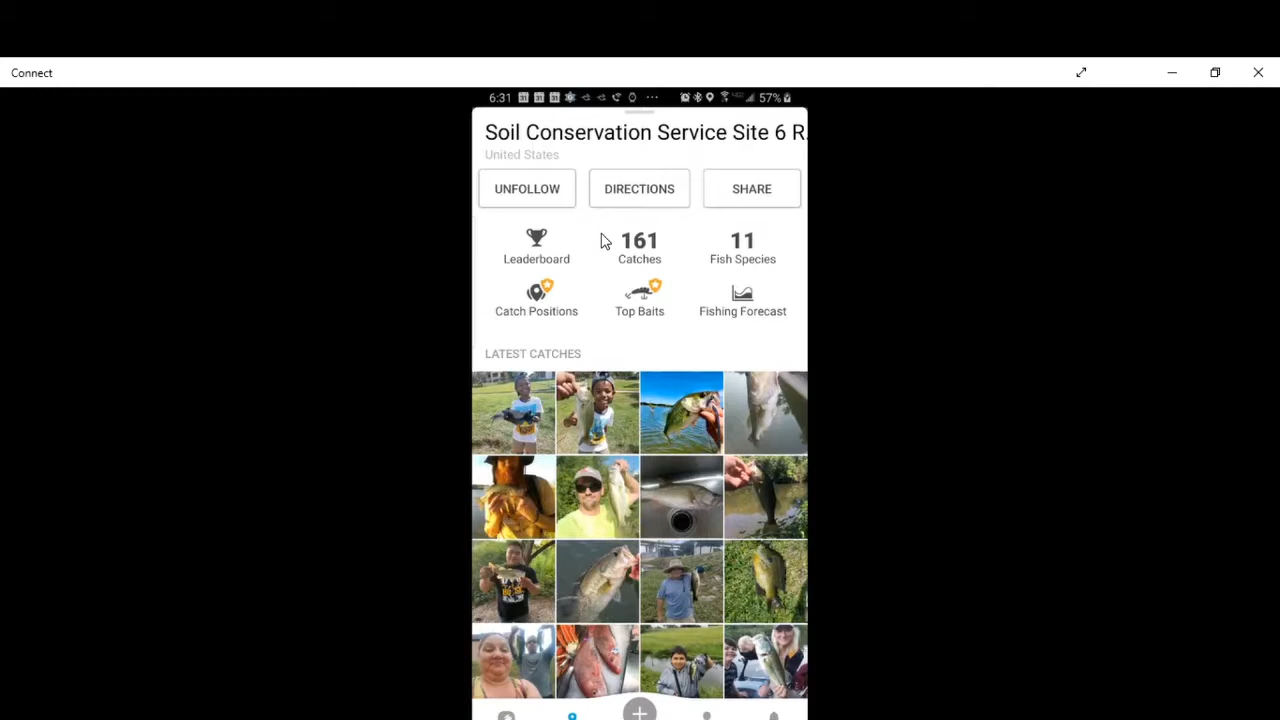 Connect
6:31
57%
Soil Conservation Service Site 6 R.
United States
UNFOLLOW DIRECTIONS SHARE
161 11
Leaderboard Catches Fish Species
Catch Positions Top Baits Fishing Forecast
LATEST CATCHES